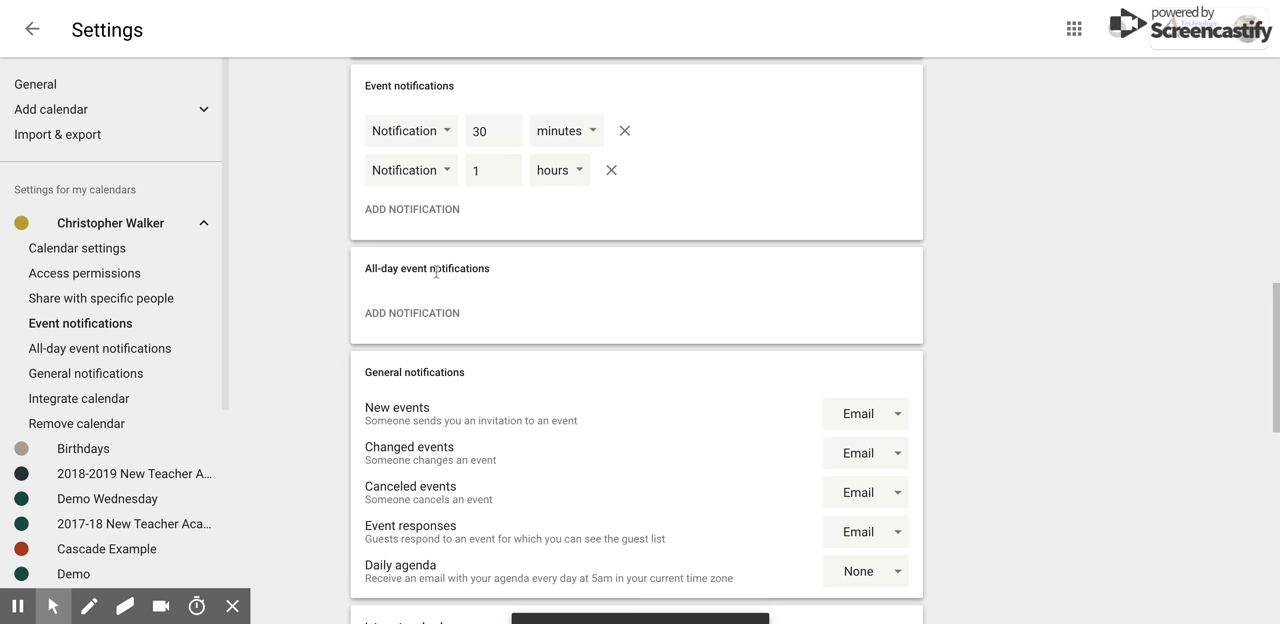 Settings
powered by
Screencastify
General
Add calendar
Import & export
Settings for my calendars
Christopher Walker
Calendar settings
Access permissions
Share with specific people
Event notifications
All-day event notifications
General notifications
Integrate calendar
Remove calendar
Birthdays
2018-2019 New Teacher A...
Demo Wednesday
2017-18 New Teacher Aca...
Cascade Example
Demo
Event notifications
Notification 30 minutes
Notification 1 hours
ADD NOTIFICATION
All-day event notifications
ADD NOTIFICATION
General notifications
New events
Someone sends you an invitation to an event
Email
Changed events
Someone changes an event
Email
Canceled events
Someone cancels an event
Email
Event responses
Guests respond to an event for which you can see the guest list
Email
Daily agenda
Receive an email with your agenda every day at 5am in your current time zone
None